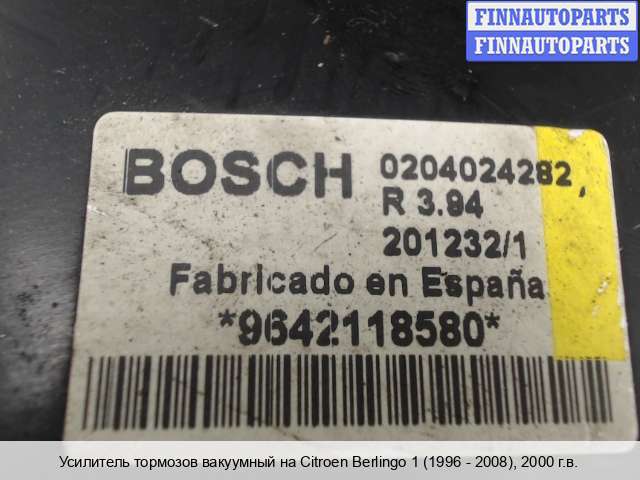 FINNAUTOPARTS
FINNAUTOPARTS
BOSCH 0204024282,
R 3.94
201232/1
Fabricado en España
*9642118580*
Усилитель тормозов вакуумный на Citroen Berlingo 1 (1996 - 2008), 2000 г.в.